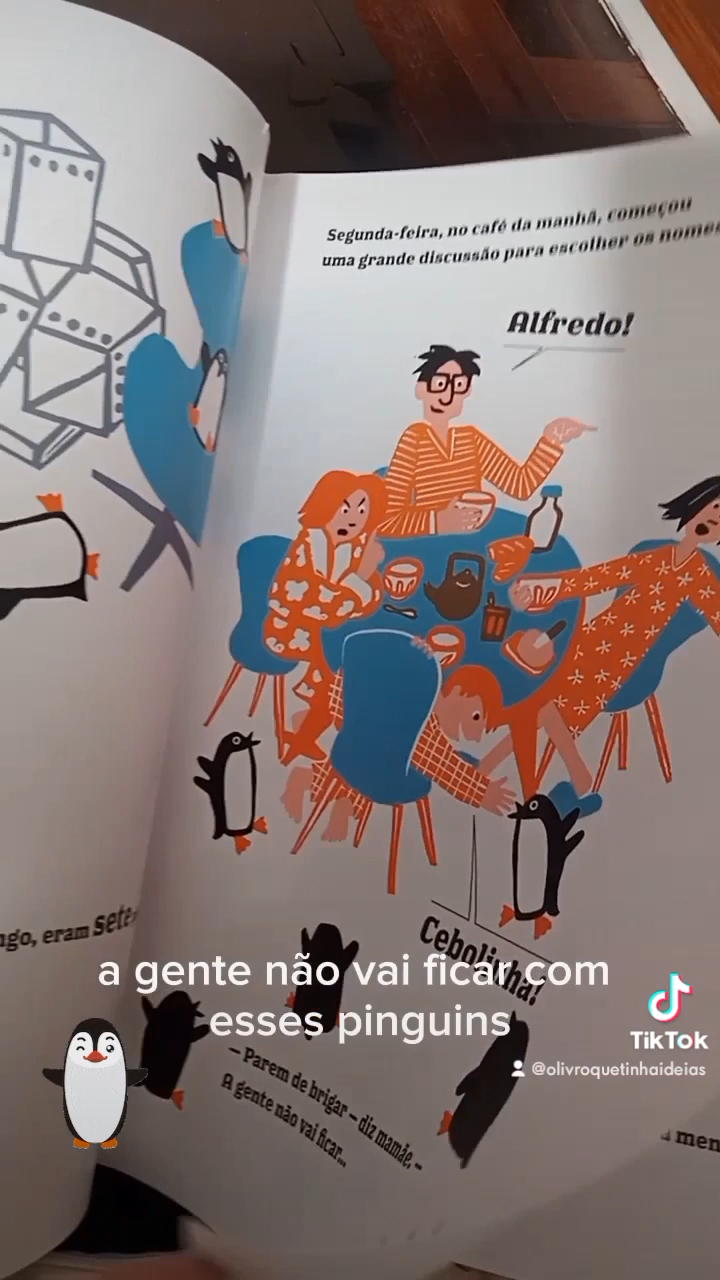 Segunda-feira, no café da manhã, começou
uma grande discussão para escolher os nomes
Alfredo!
ngo, eram sete
Cebolinha!
a gente não vai ficar com
esses pinguins
TikTok
@olivroquetinhaideias
— Parem de brigar — diz mamãe, —
A gente não vai ficar...